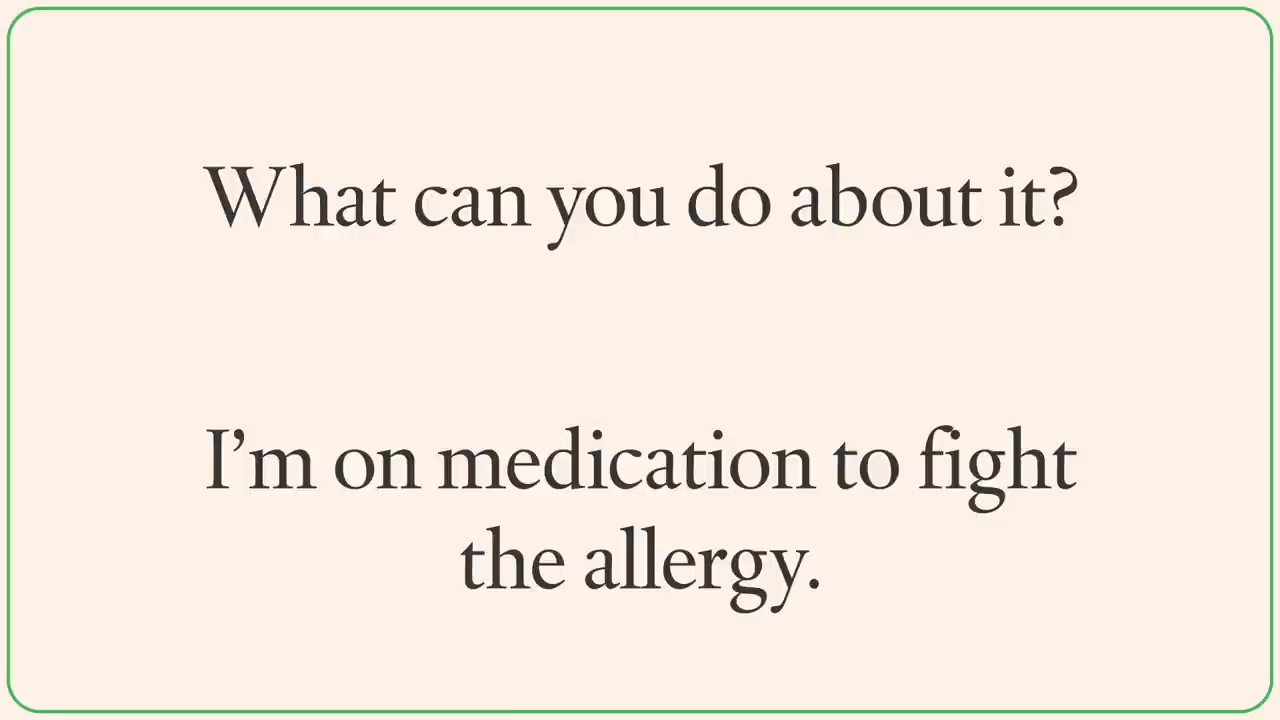 What can you do about it?
I’m on medication to fight
the allergy.